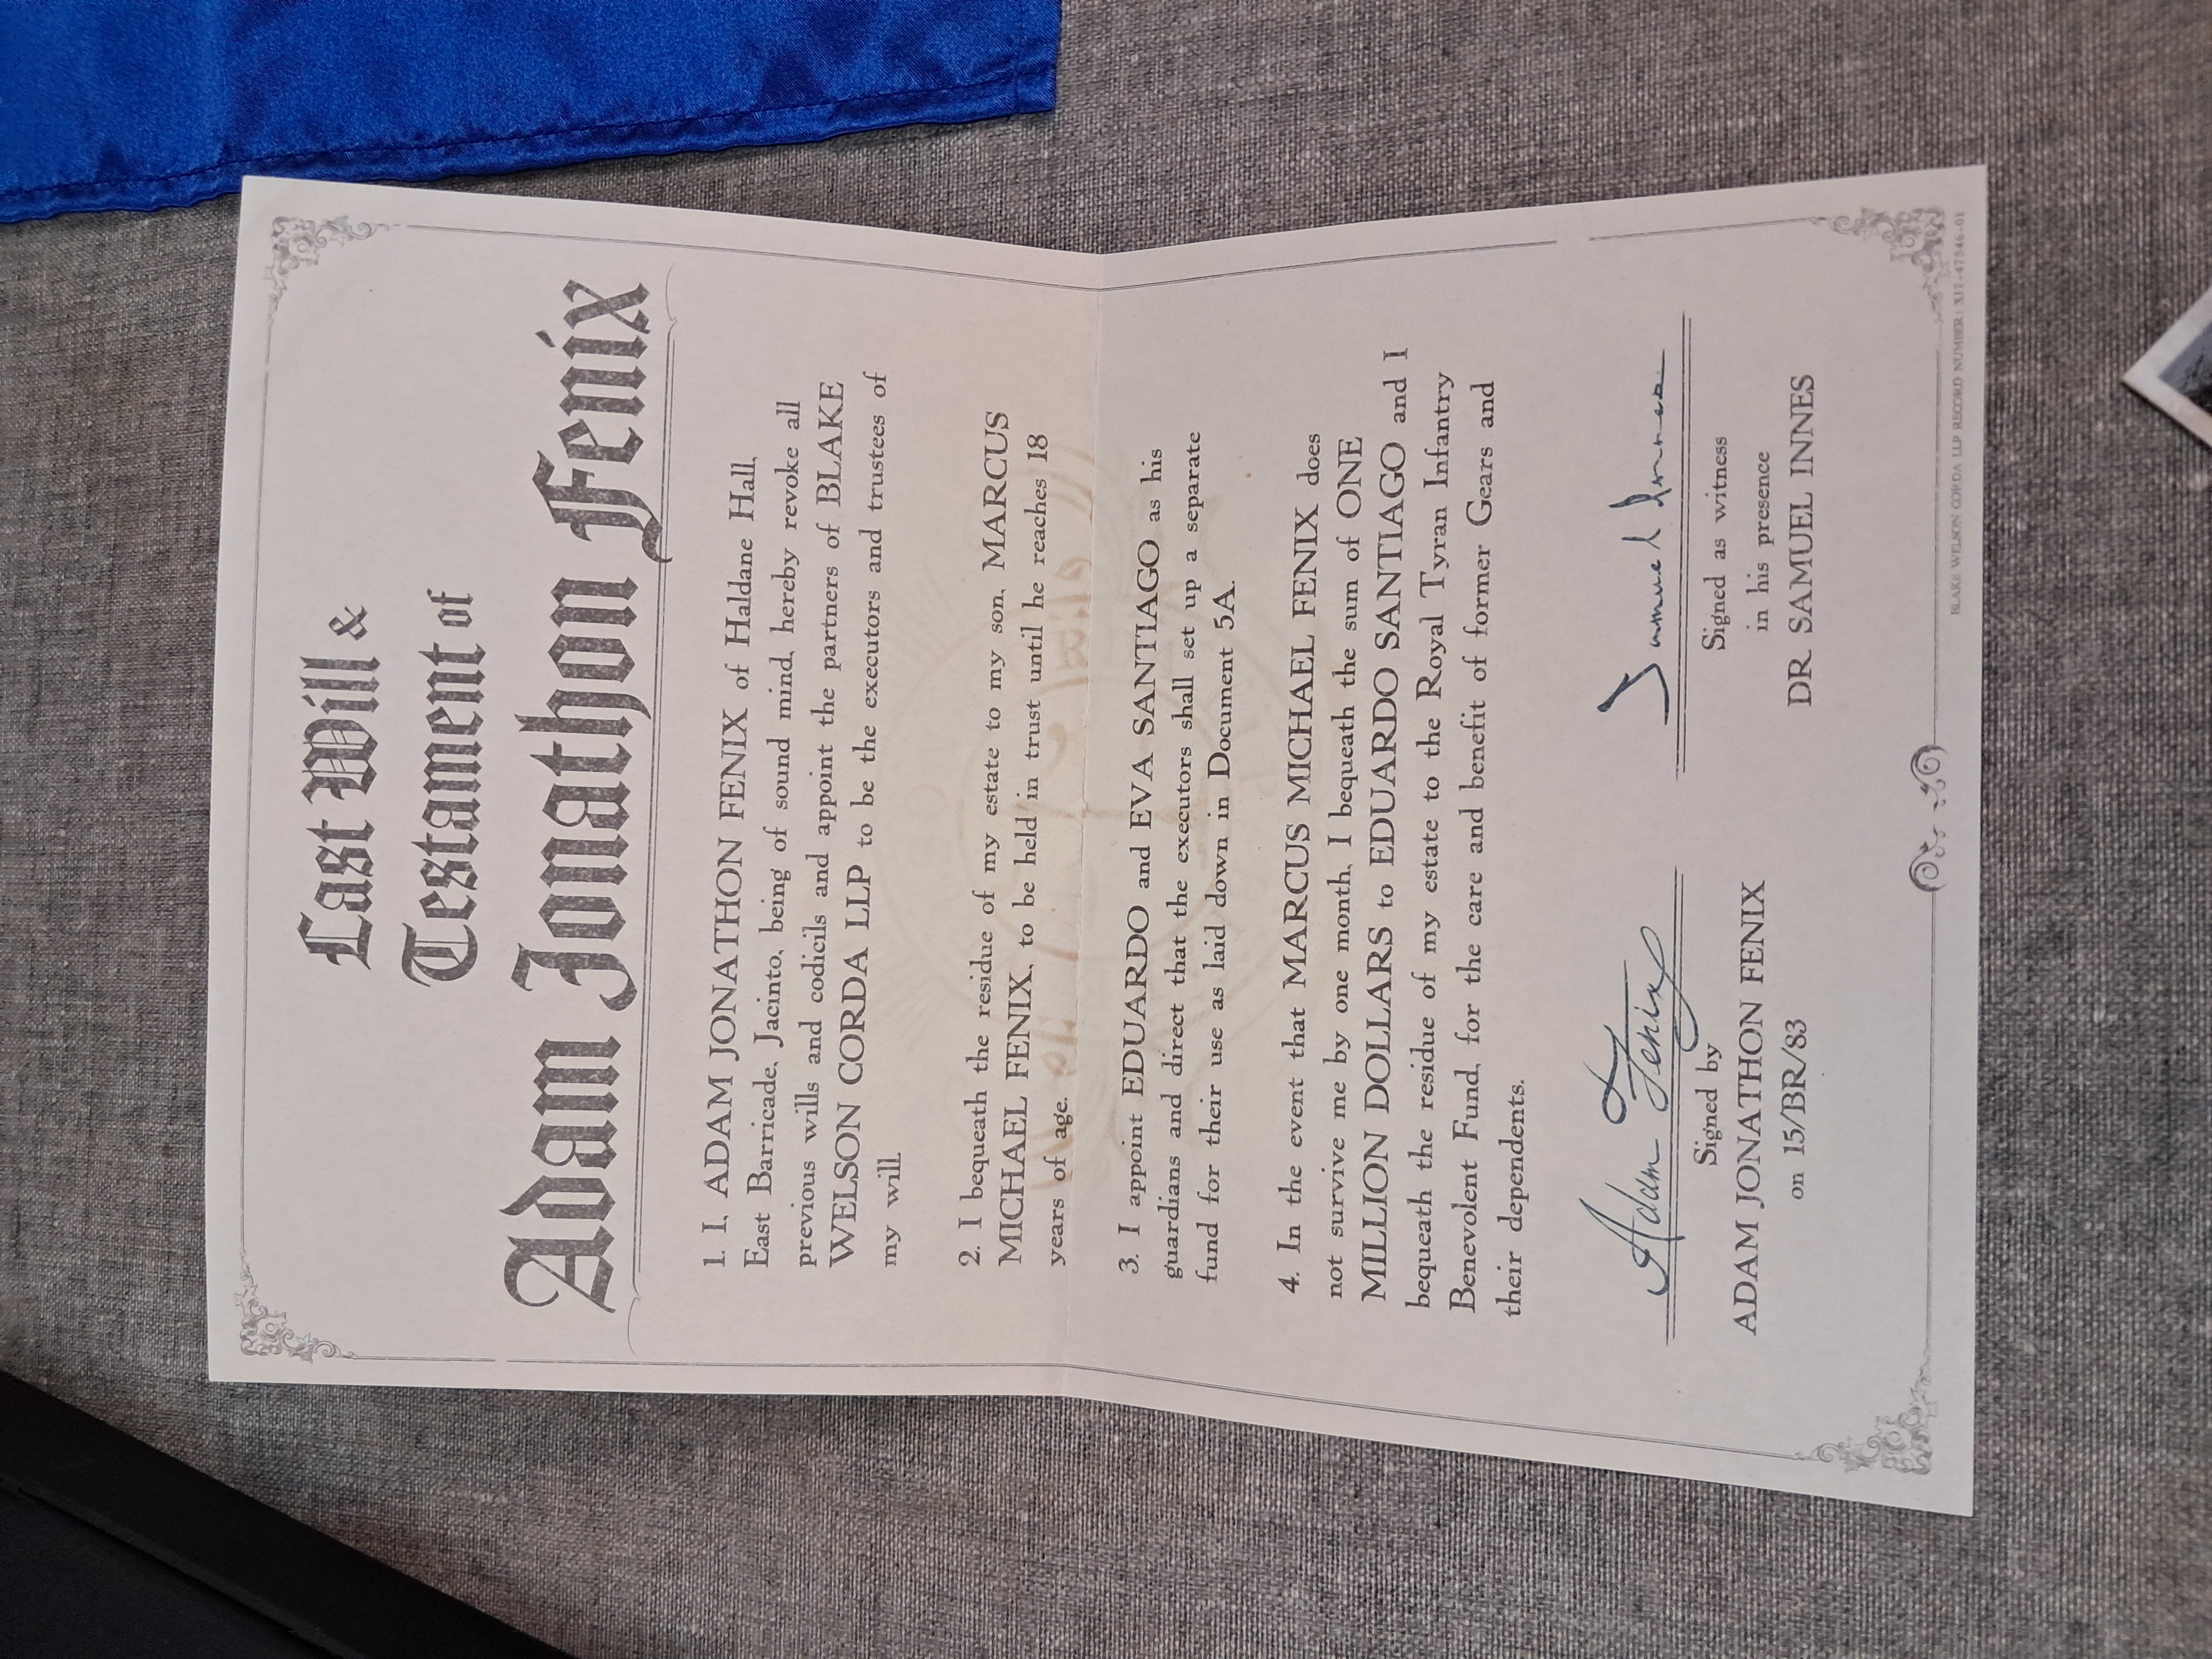 Last Will &
Testament of
Adam Jonathon Fenix
1. I, ADAM JONATHON FENIX of Haldane Hall,
East Barricade, Jacinto, being of sound mind, hereby revoke all
previous wills and codicils and appoint the partners of BLAKE
WELSON CORDA LLP to be the executors and trustees of
my will.
2. I bequeath the residue of my estate to my son, MARCUS
MICHAEL FENIX, to be held in trust until he reaches 18
years of age.
3. I appoint EDUARDO and EVA SANTIAGO as his
guardians and direct that the executors shall set up a separate
fund for their use as laid down in Document 5A.
4. In the event that MARCUS MICHAEL FENIX does
not survive me by one month, I bequeath the sum of ONE
MILLION DOLLARS to EDUARDO SANTIAGO and I
bequeath the residue of my estate to the Royal Tyran Infantry
Benevolent Fund, for the care and benefit of former Gears and
their dependents.
Adam Fenix
Signed by
ADAM JONATHON FENIX
on 15/BR/83
Samuel Innes
Signed as witness
in his presence
DR. SAMUEL INNES
BLAKE WELSON CORDA LLP RECORD NUMBER: X17-47546-01